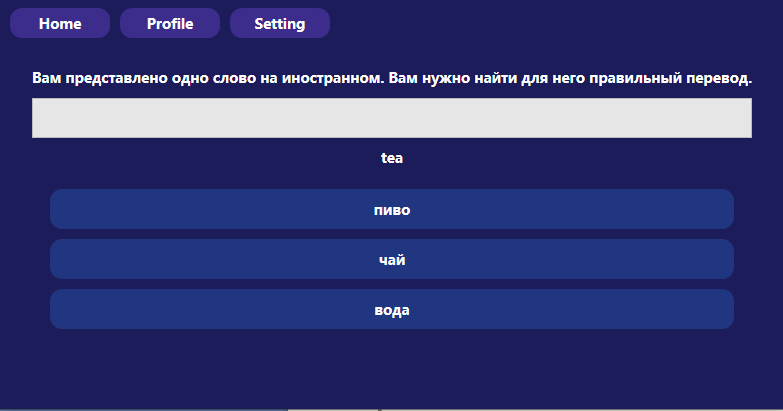 Home Profile Setting
Вам представлено одно слово на иностранном. Вам нужно найти для него правильный перевод.
tea
пиво
чай
вода